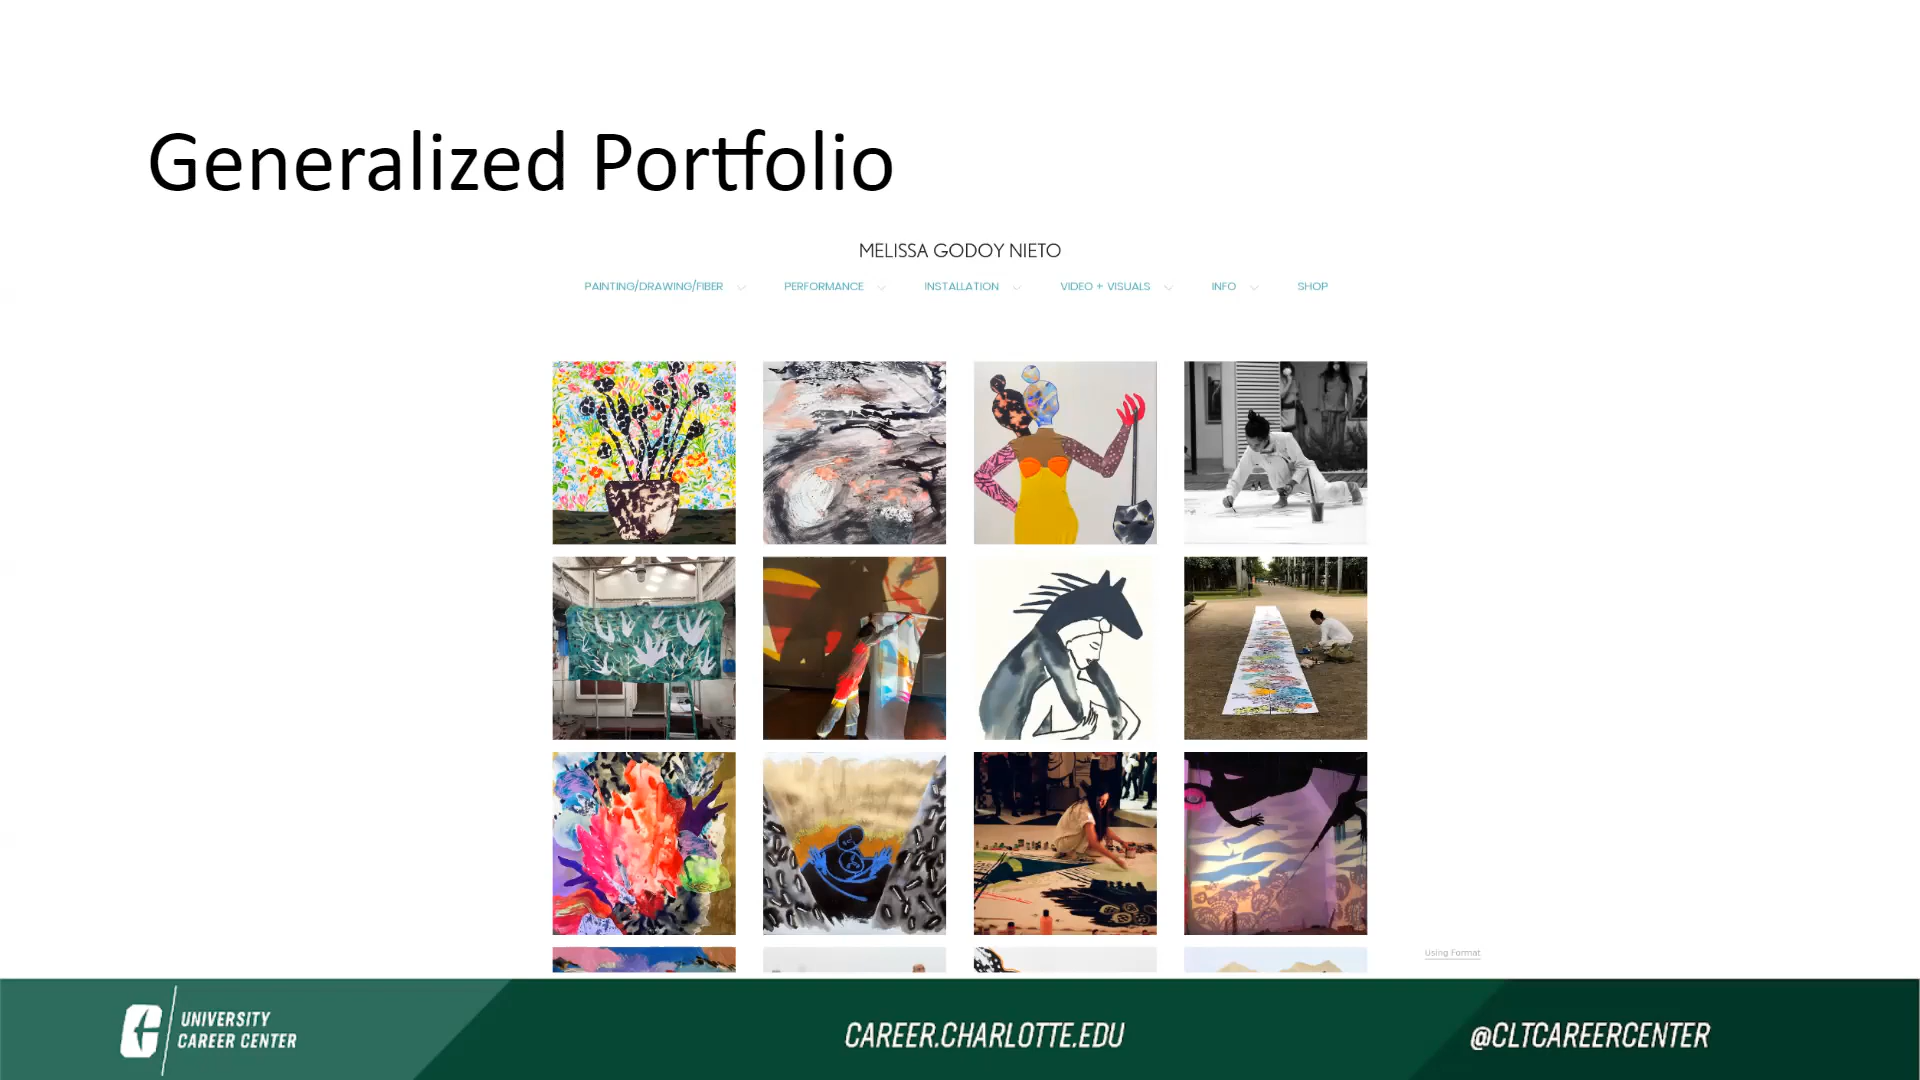 Generalized Portfolio
MELISSA GODOY NIETO
PAINTING/DRAWING/FIBER PERFORMANCE INSTALLATION VIDEO + VISUALS INFO SHOP
Using Format
UNIVERSITY
CAREER CENTER
CAREER.CHARLOTTE.EDU
@CLTCAREERCENTER